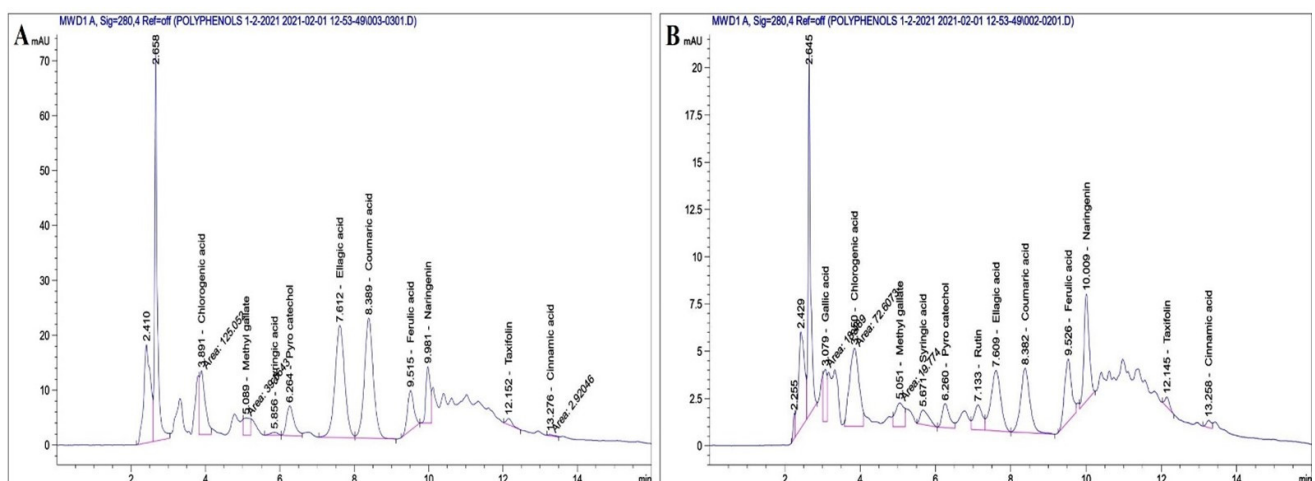 MWD1 A, Sig=280,4 Ref=off (POLYPHENOLS 1-2-2021 2021-02-01 12-53-49\003-0301.D)
A
mAU
70
60
50
40
30
20
10
0
2.410
2.658
3.891 - Chlorogenic acid
Area: 125.052
5.089 - Methyl gallate
5.856 - Syringic acid
6.264 - Pyro catechol
7.612 - Ellagic acid
8.389 - Coumaric acid
9.515 - Ferulic acid
9.981 - Naringenin
12.152 - Taxifolin
13.276 - Cinnamic acid
Area: 2.92046
2 4 6 8 10 12 14 min
MWD1 A, Sig=280,4 Ref=off (POLYPHENOLS 1-2-2021 2021-02-01 12-53-49\002-0201.D)
B
mAU
20
17.5
15
12.5
10
7.5
5
2.5
0
2.255
2.429
2.645
3.079 - Gallic acid
Chlorogenic acid
Area: 72.6073
5.051 - Methyl gallate
Area: 19.774
5.671 - Syringic acid
6.260 - Pyro catechol
7.133 - Rutin
7.609 - Ellagic acid
8.382 - Coumaric acid
9.526 - Ferulic acid
10.009 - Naringenin
12.145 - Taxifolin
13.258 - Cinnamic acid
2 4 6 8 10 12 14